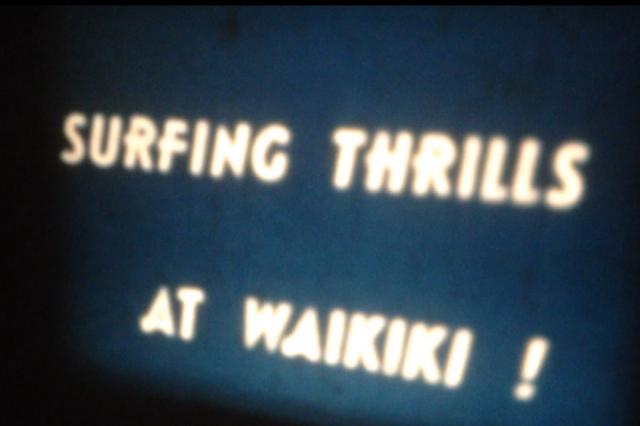 SURFING THRILLS
AT WAIKIKI !